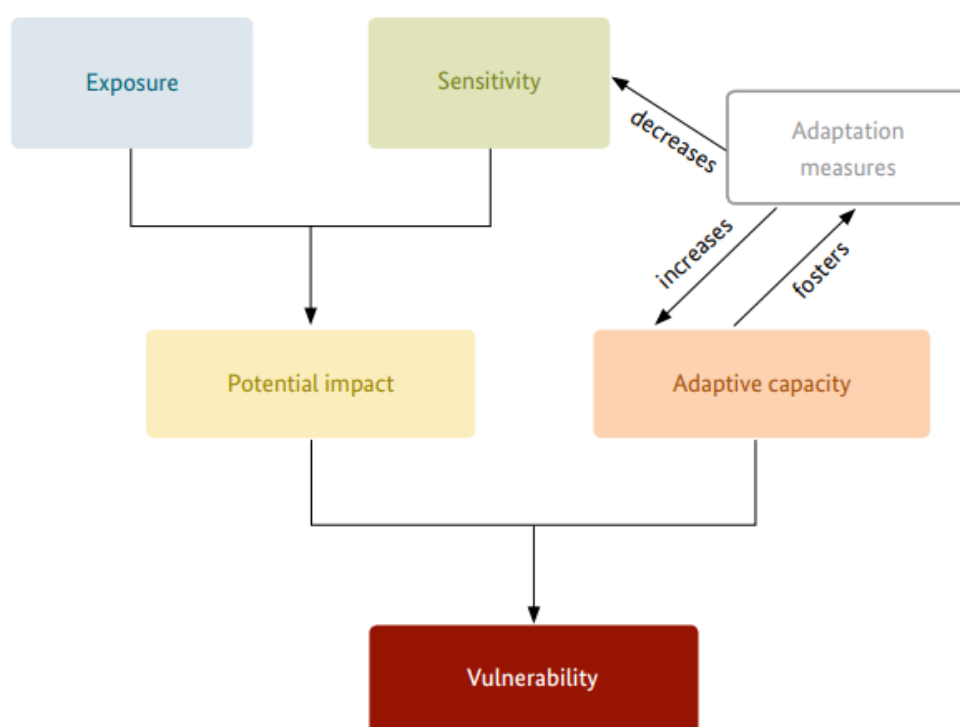 Exposure
Sensitivity
decreases
Adaptation
measures
increases
fosters
Potential impact
Adaptive capacity
Vulnerability